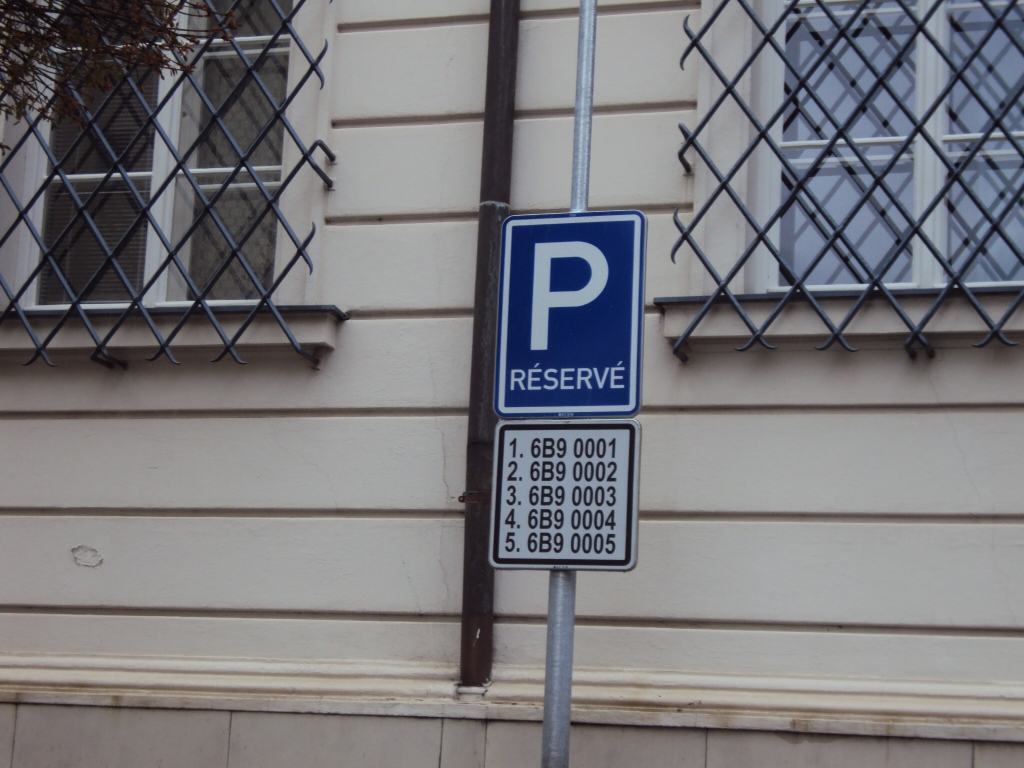 P
RÉSERVÉ
1. 6B9 0001
2. 6B9 0002
3. 6B9 0003
4. 6B9 0004
5. 6B9 0005